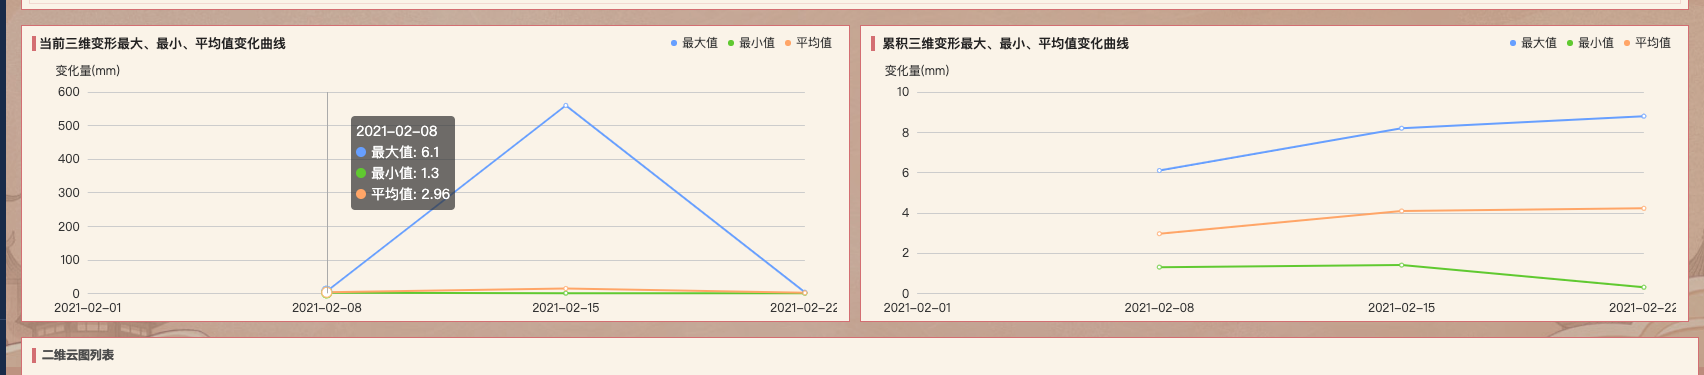 当前三维变形最大、最小、平均值变化曲线
最大值 最小值 平均值
变化量(mm)
600
500
400
300
200
100
0
2021-02-01 2021-02-08 2021-02-15 2021-02-22
2021-02-08
最大值: 6.1
最小值: 1.3
平均值: 2.96
累积三维变形最大、最小、平均值变化曲线
最大值 最小值 平均值
变化量(mm)
10
8
6
4
2
0
2021-02-01 2021-02-08 2021-02-15 2021-02-22
二维云图列表